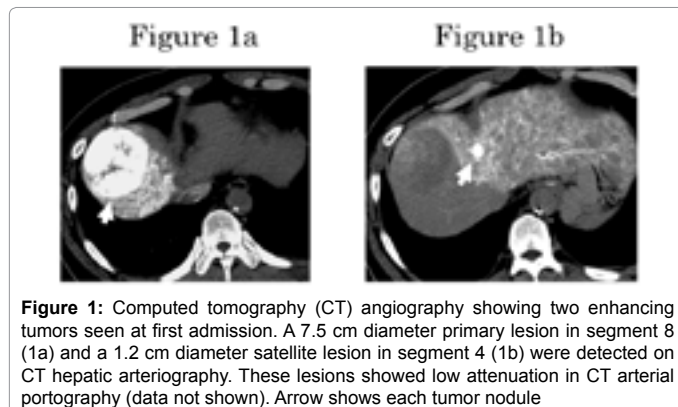 Figure 1a
Figure 1b
Figure 1: Computed tomography (CT) angiography showing two enhancing
tumors seen at first admission. A 7.5 cm diameter primary lesion in segment 8
(1a) and a 1.2 cm diameter satellite lesion in segment 4 (1b) were detected on
CT hepatic arteriography. These lesions showed low attenuation in CT arterial
portography (data not shown). Arrow shows each tumor nodule